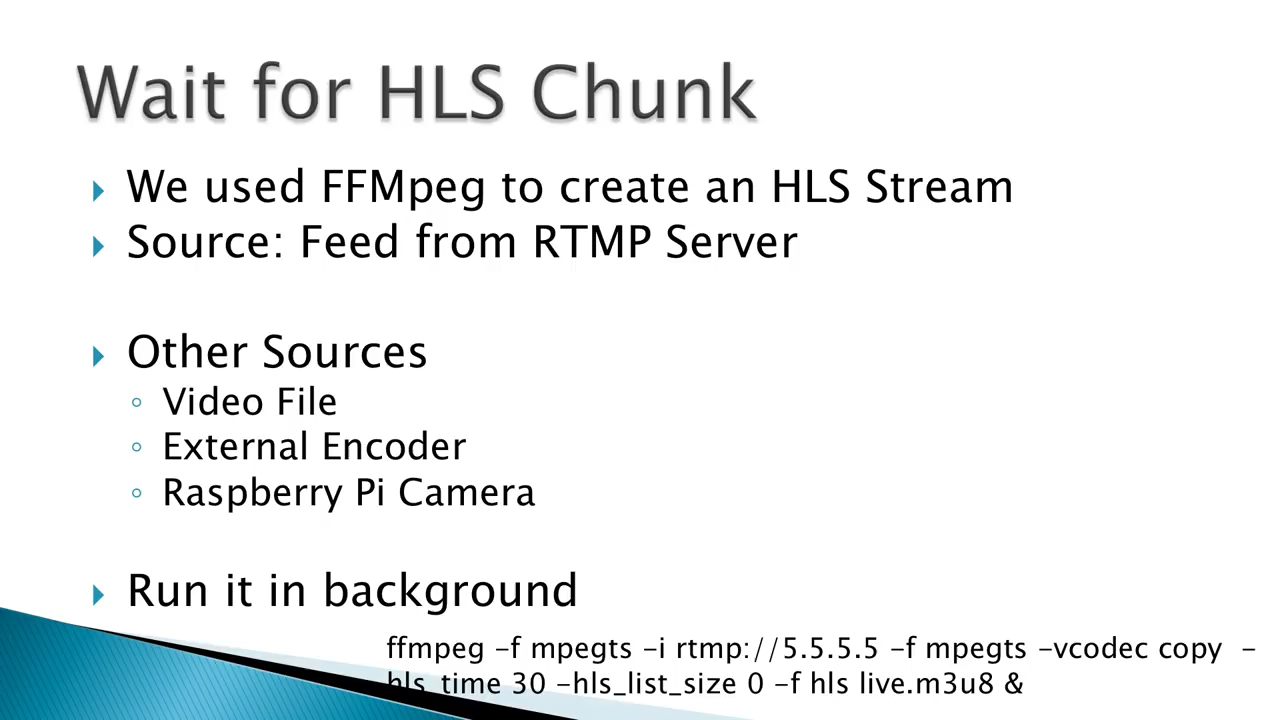 Wait for HLS Chunk
We used FFMpeg to create an HLS Stream
Source: Feed from RTMP Server
Other Sources
Video File
External Encoder
Raspberry Pi Camera
Run it in background
ffmpeg -f mpegts -i rtmp://5.5.5.5 -f mpegts -vcodec copy -
hls_time 30 -hls_list_size 0 -f hls live.m3u8 &